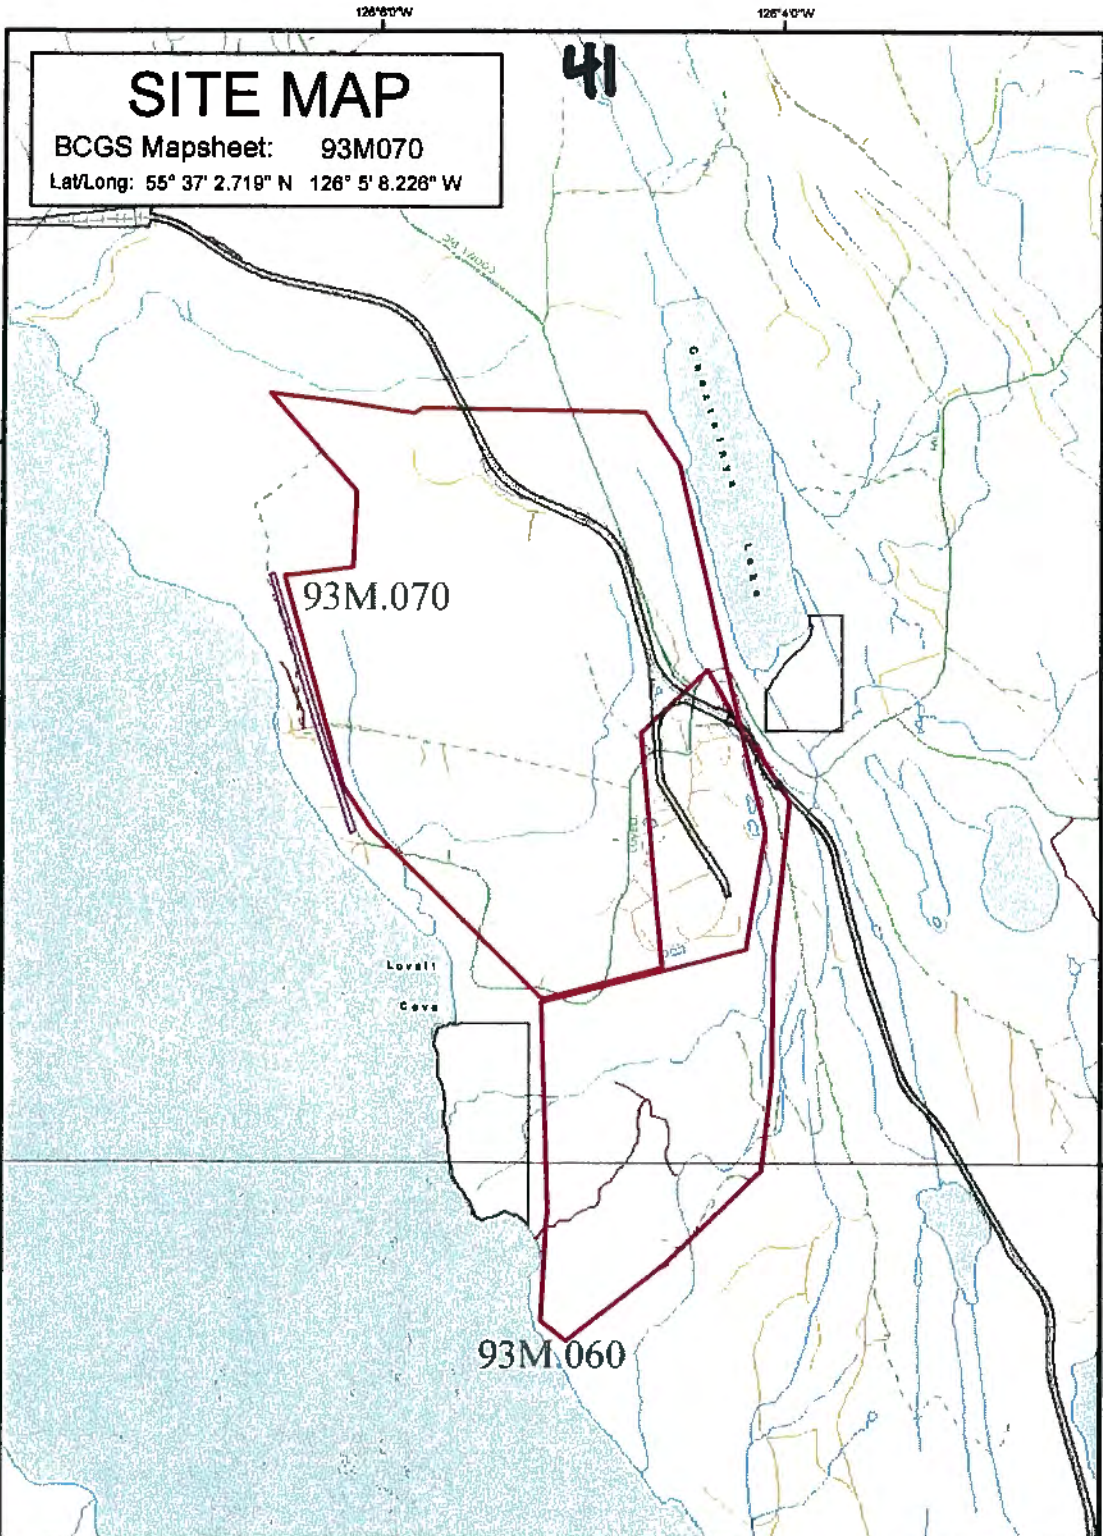 126°6'0"W
126°4'0"W
41
SITE MAP
BCGS Mapsheet: 93M070
Lat/Long: 55° 37' 2.719" N 126° 5' 8.226" W
Lake
93M.070
Lovell
Cove
93M.060